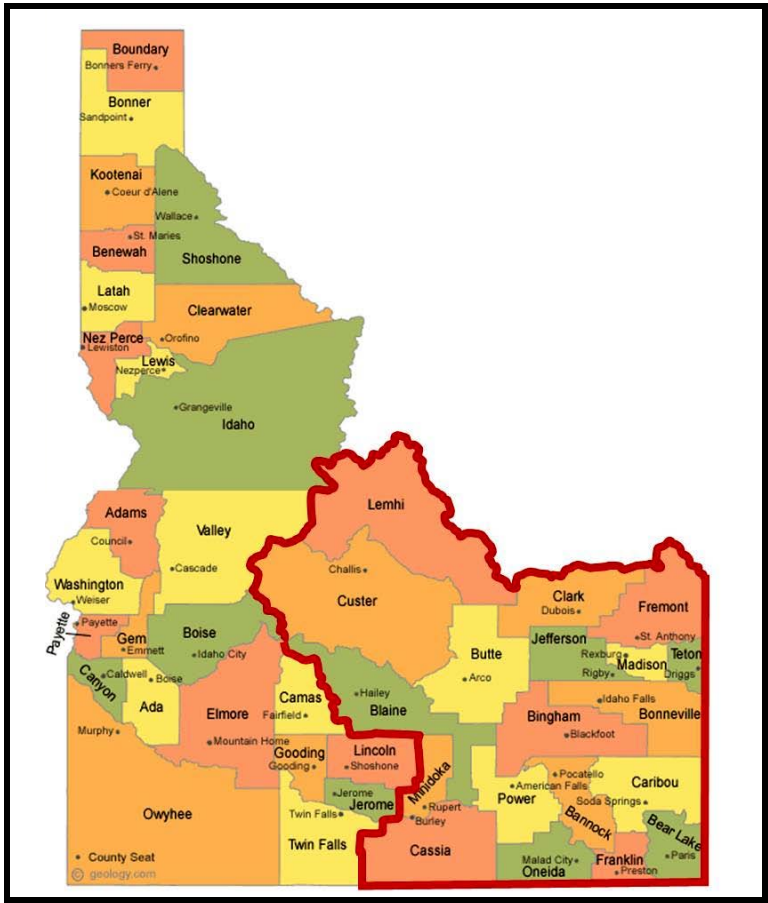 Boundary
Bonners Ferry
Bonner
Sandpoint
Kootenai
Coeur d'Alene
Wallace
St. Maries
Benewah
Shoshone
Latah
Moscow
Clearwater
Nez Perce
Orofino
Lewiston
Lewis
Nezperce
Grangeville
Idaho
Lemhi
Adams
Valley
Council
Cascade
Challis
Washington
Weiser
Custer
Clark
Dubois
Fremont
Payette
Payette
Gem
Emmett
Boise
Idaho City
Butte
Arco
Jefferson
St. Anthony
Rexburg
Madison
Teton
Rigby
Driggs
Canyon
Caldwell
Boise
Ada
Camas
Fairfield
Hailey
Blaine
Idaho Falls
Bonneville
Elmore
Mountain Home
Murphy
Bingham
Blackfoot
Gooding
Gooding
Lincoln
Shoshone
Minidoka
Pocatello
American Falls
Power
Caribou
Soda Springs
Owyhee
Jerome
Jerome
Rupert
Burley
Bannock
Twin Falls
Twin Falls
Cassia
Bear Lake
Paris
Malad City
Oneida
Franklin
Preston
County Seat
© geology.com